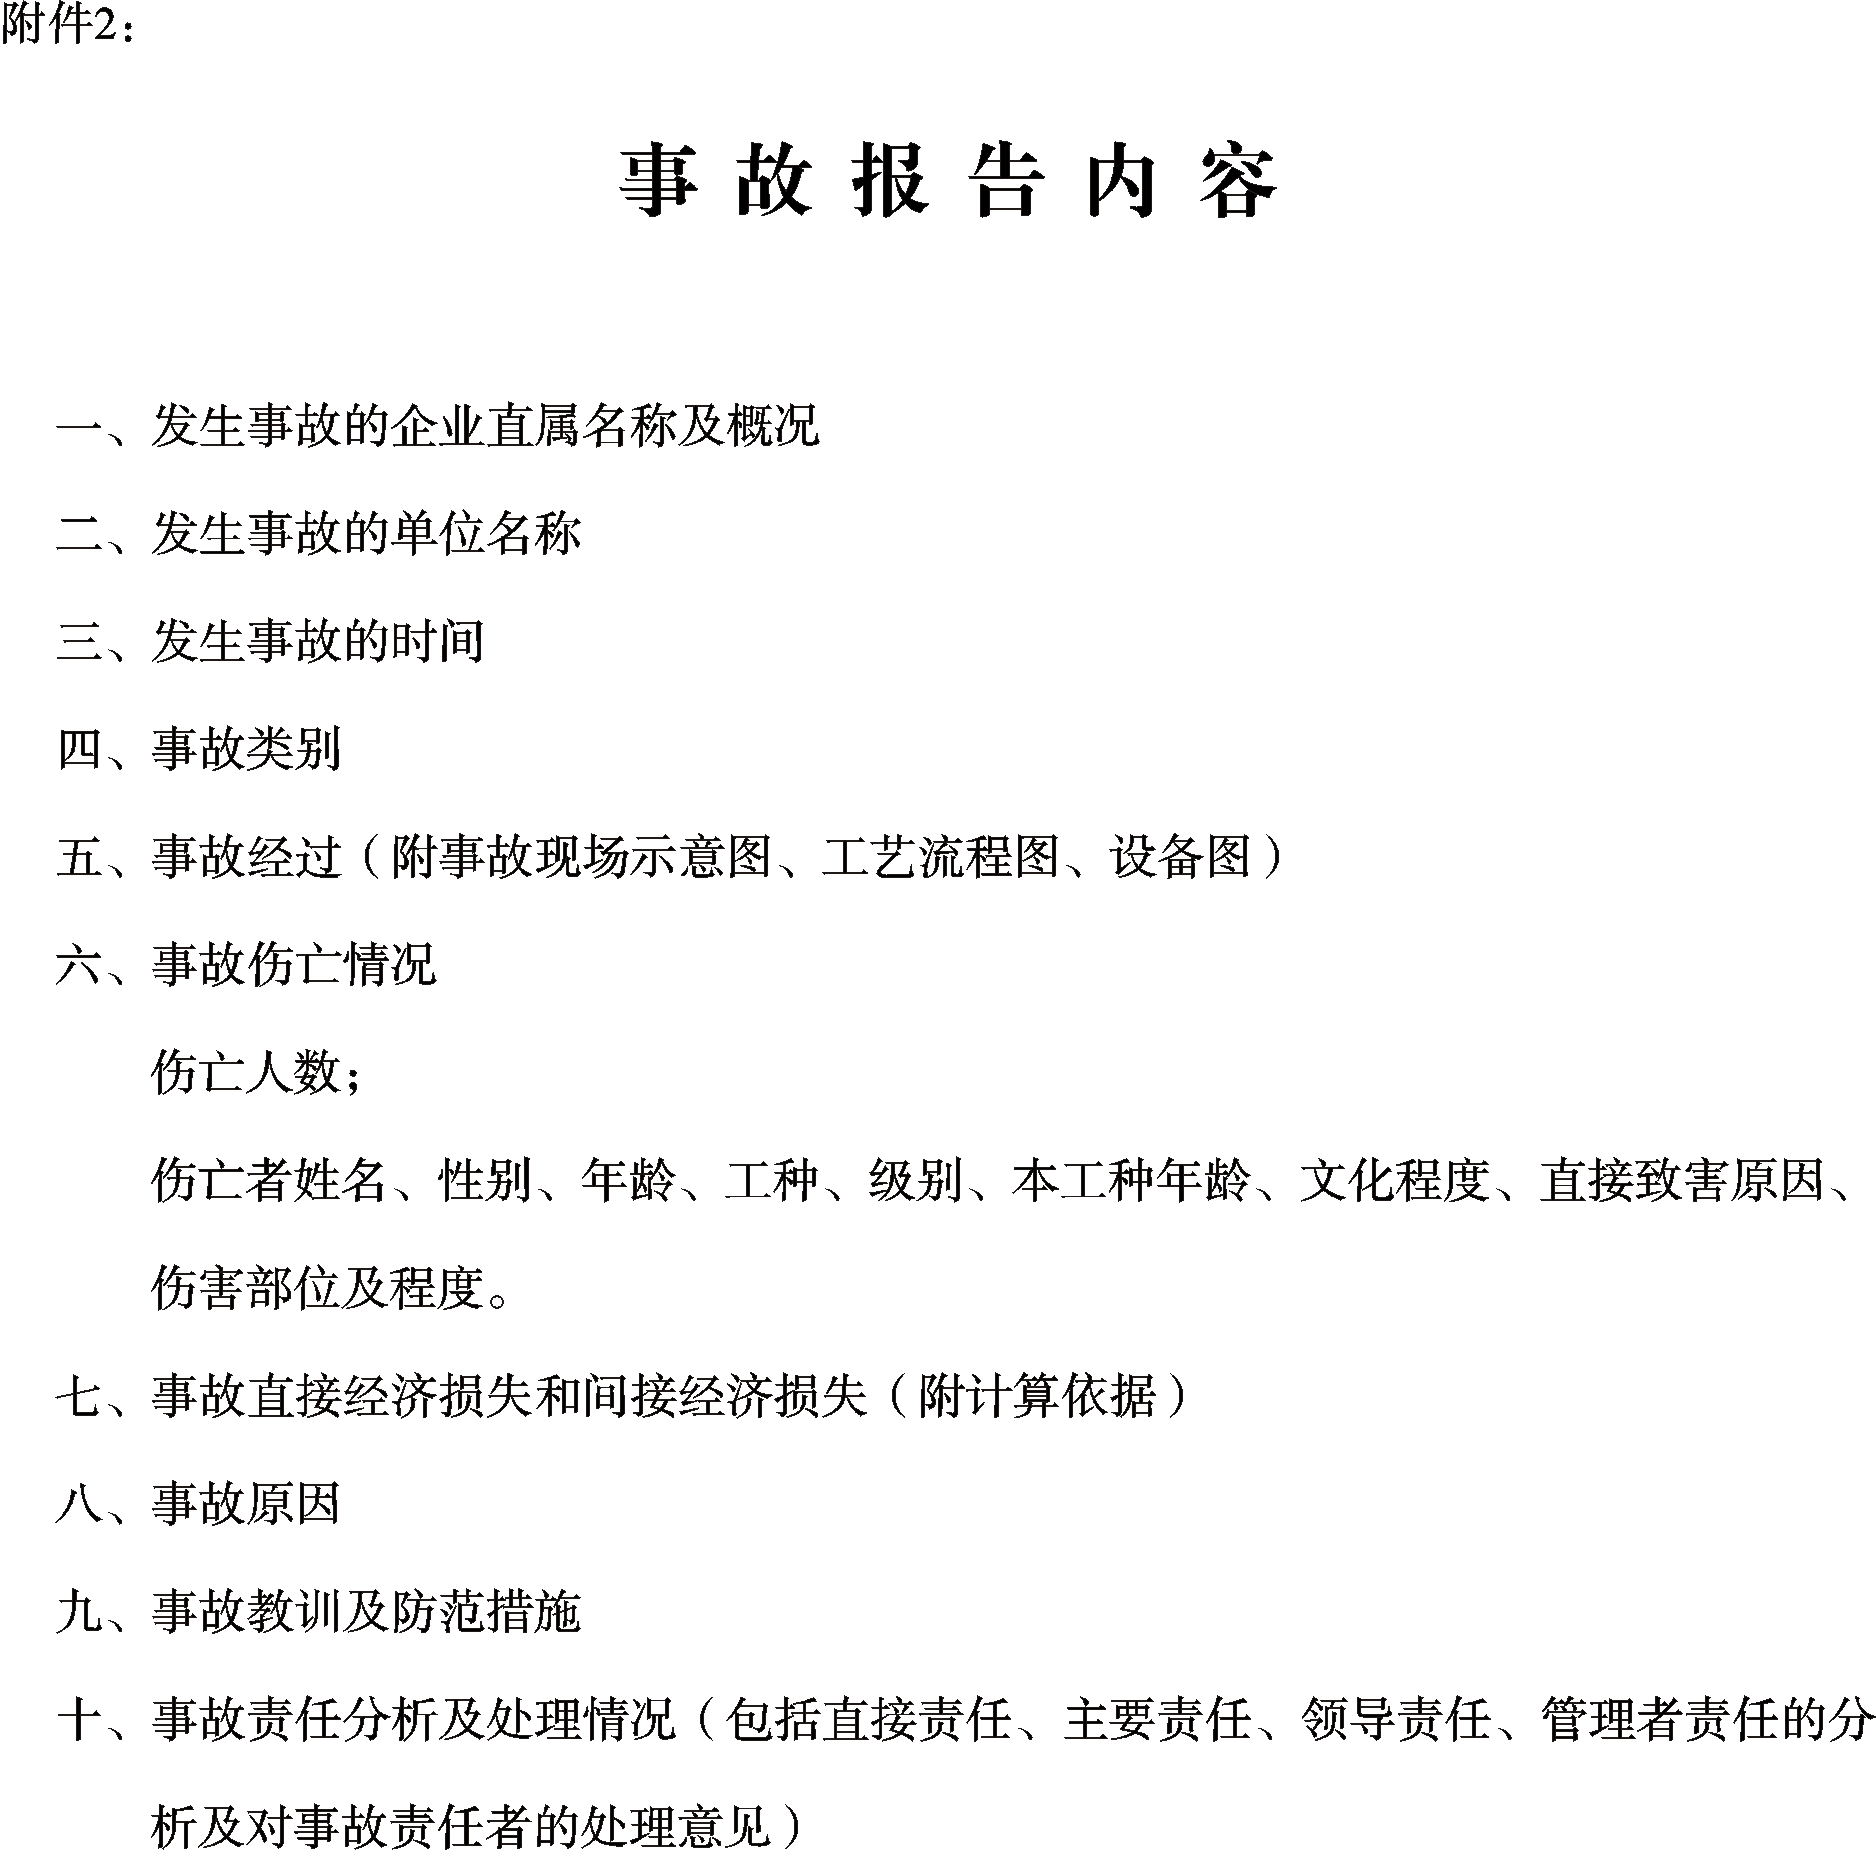 附件2：
事故报告内容
一、发生事故的企业直属名称及概况
二、发生事故的单位名称
三、发生事故的时间
四、事故类别
五、事故经过（附事故现场示意图、工艺流程图、设备图）
六、事故伤亡情况
伤亡人数；
伤亡者姓名、性别、年龄、工种、级别、本工种年龄、文化程度、直接致害原因、
伤害部位及程度。
七、事故直接经济损失和间接经济损失（附计算依据）
八、事故原因
九、事故教训及防范措施
十、事故责任分析及处理情况（包括直接责任、主要责任、领导责任、管理者责任的分
析及对事故责任者的处理意见）